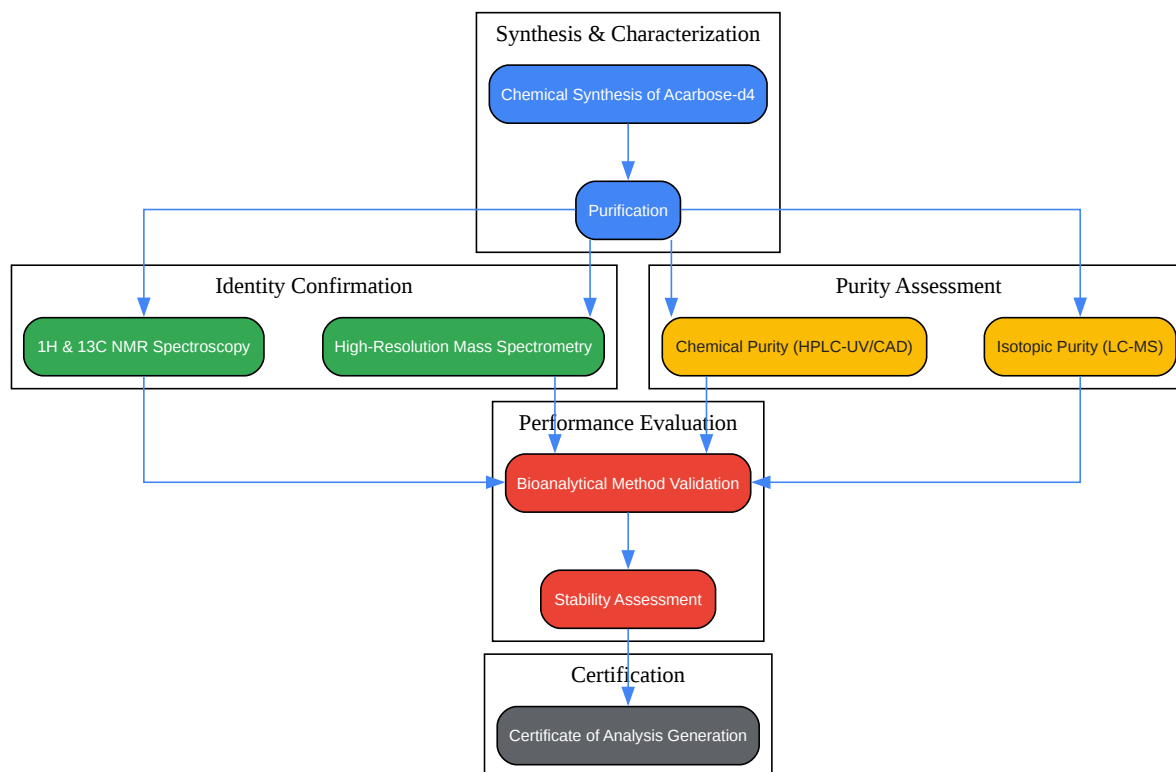 Synthesis & Characterization
Chemical Synthesis of Acarbose-d4
Purification
Identity Confirmation
Purity Assessment
1H & 13C NMR Spectroscopy
High-Resolution Mass Spectrometry
Chemical Purity (HPLC-UV/CAD)
Isotopic Purity (LC-MS)
Performance Evaluation
Bioanalytical Method Validation
Stability Assessment
Certification
Certificate of Analysis Generation